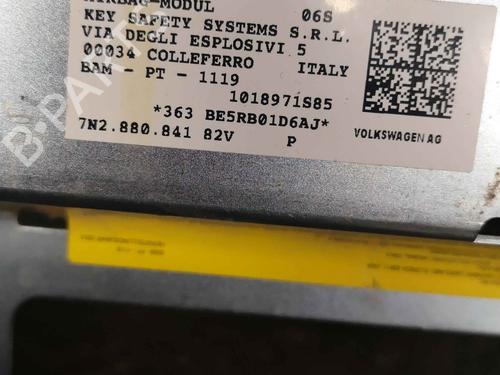 AIRBAG-MODUL 06S
KEY SAFETY SYSTEMS S.R.L.
VIA DEGLI ESPLOSIVI 5
00034 COLLEFERRO ITALY
BAM - PT - 1119
1018971S85
*363 BE5RB01D6AJ*
7N2.880.841 82V P
VOLKSWAGEN AG
B-PARTS